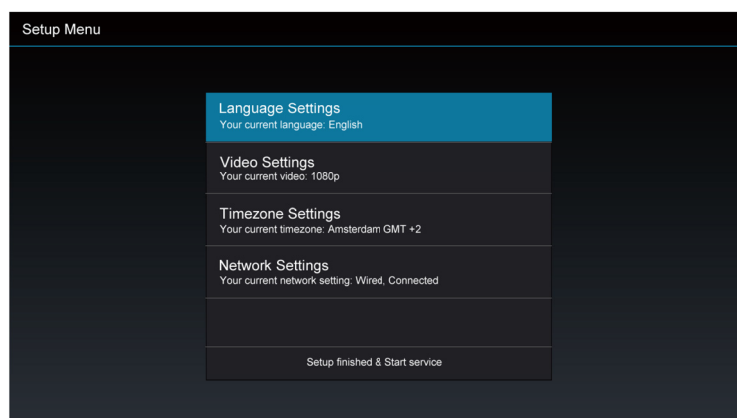 Setup Menu
Language Settings
Your current language: English
Video Settings
Your current video: 1080p
Timezone Settings
Your current timezone: Amsterdam GMT +2
Network Settings
Your current network setting: Wired, Connected
Setup finished & Start service